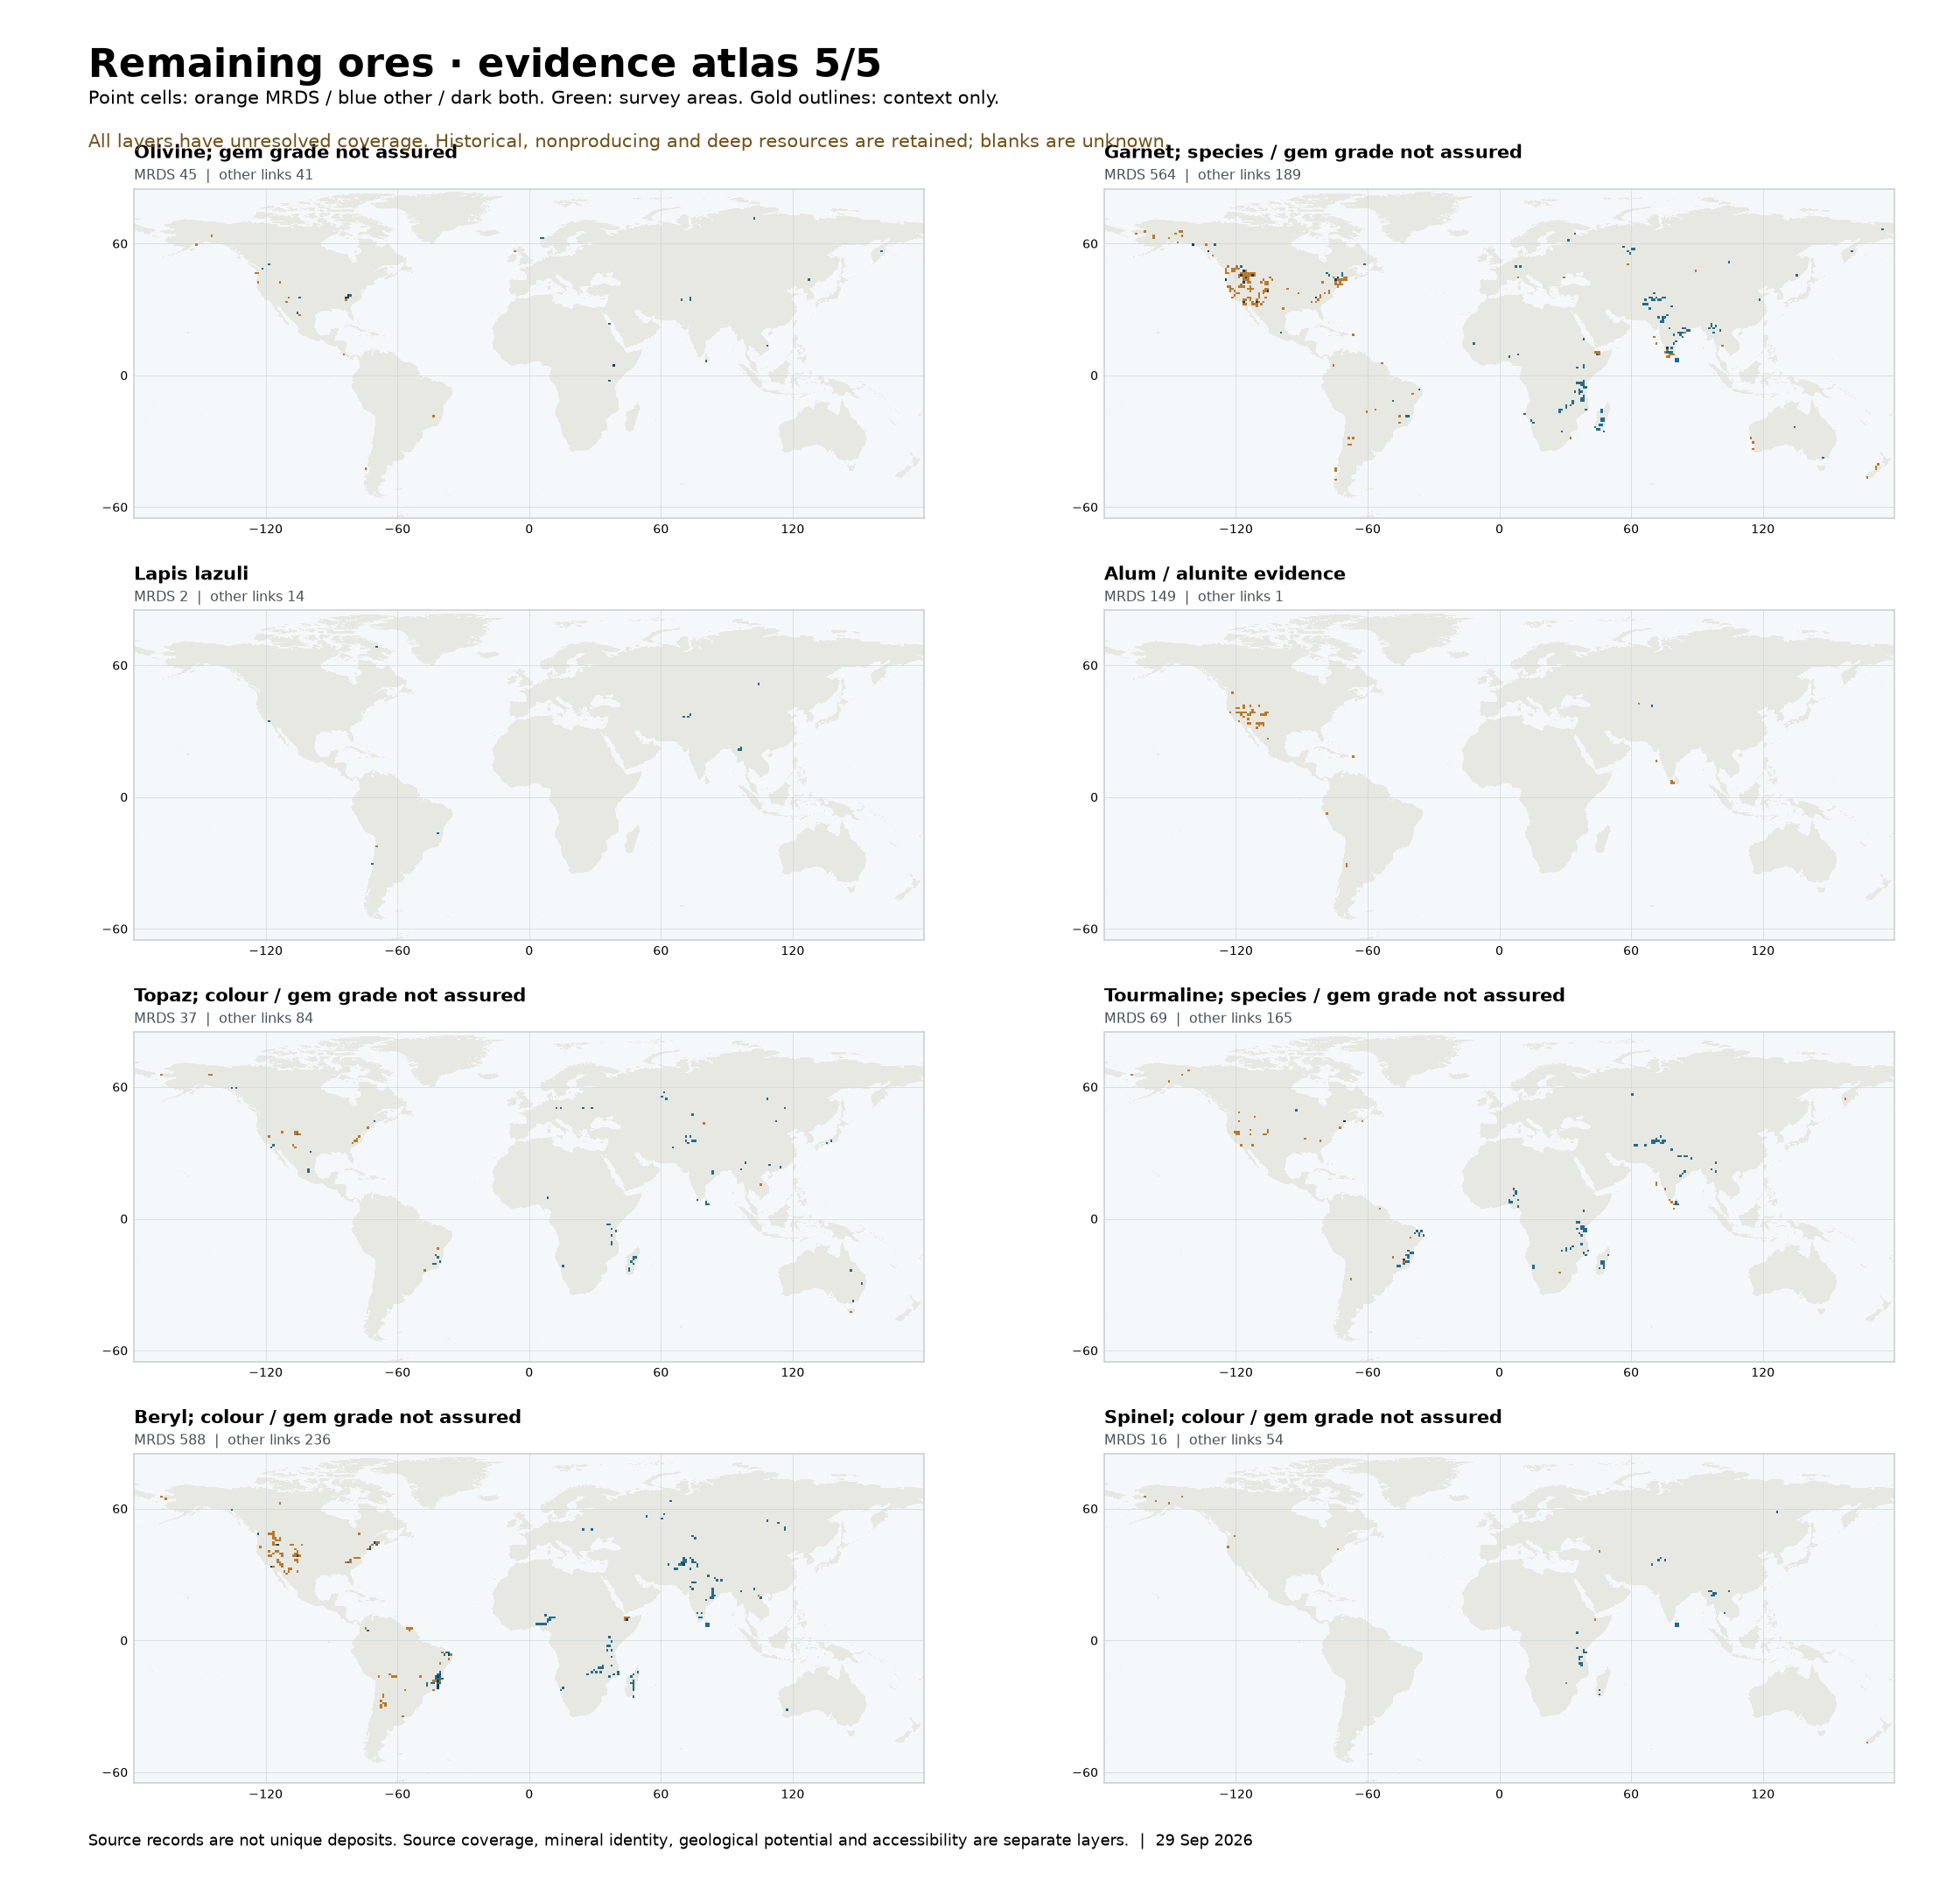 Remaining ores · evidence atlas 5/5
Point cells: orange MRDS / blue other / dark both. Green: survey areas. Gold outlines: context only.
All layers have unresolved coverage. Historical, nonproducing and deep resources are retained; blanks are unknown.
Olivine; gem grade not assured
MRDS 45 | other links 41
60
0
−60
−120 −60 0 60 120
Garnet; species / gem grade not assured
MRDS 564 | other links 189
60
0
−60
−120 −60 0 60 120
Lapis lazuli
MRDS 2 | other links 14
60
0
−60
−120 −60 0 60 120
Alum / alunite evidence
MRDS 149 | other links 1
60
0
−60
−120 −60 0 60 120
Topaz; colour / gem grade not assured
MRDS 37 | other links 84
60
0
−60
−120 −60 0 60 120
Tourmaline; species / gem grade not assured
MRDS 69 | other links 165
60
0
−60
−120 −60 0 60 120
Beryl; colour / gem grade not assured
MRDS 588 | other links 236
60
0
−60
−120 −60 0 60 120
Spinel; colour / gem grade not assured
MRDS 16 | other links 54
60
0
−60
−120 −60 0 60 120
Source records are not unique deposits. Source coverage, mineral identity, geological potential and accessibility are separate layers. | 29 Sep 2026